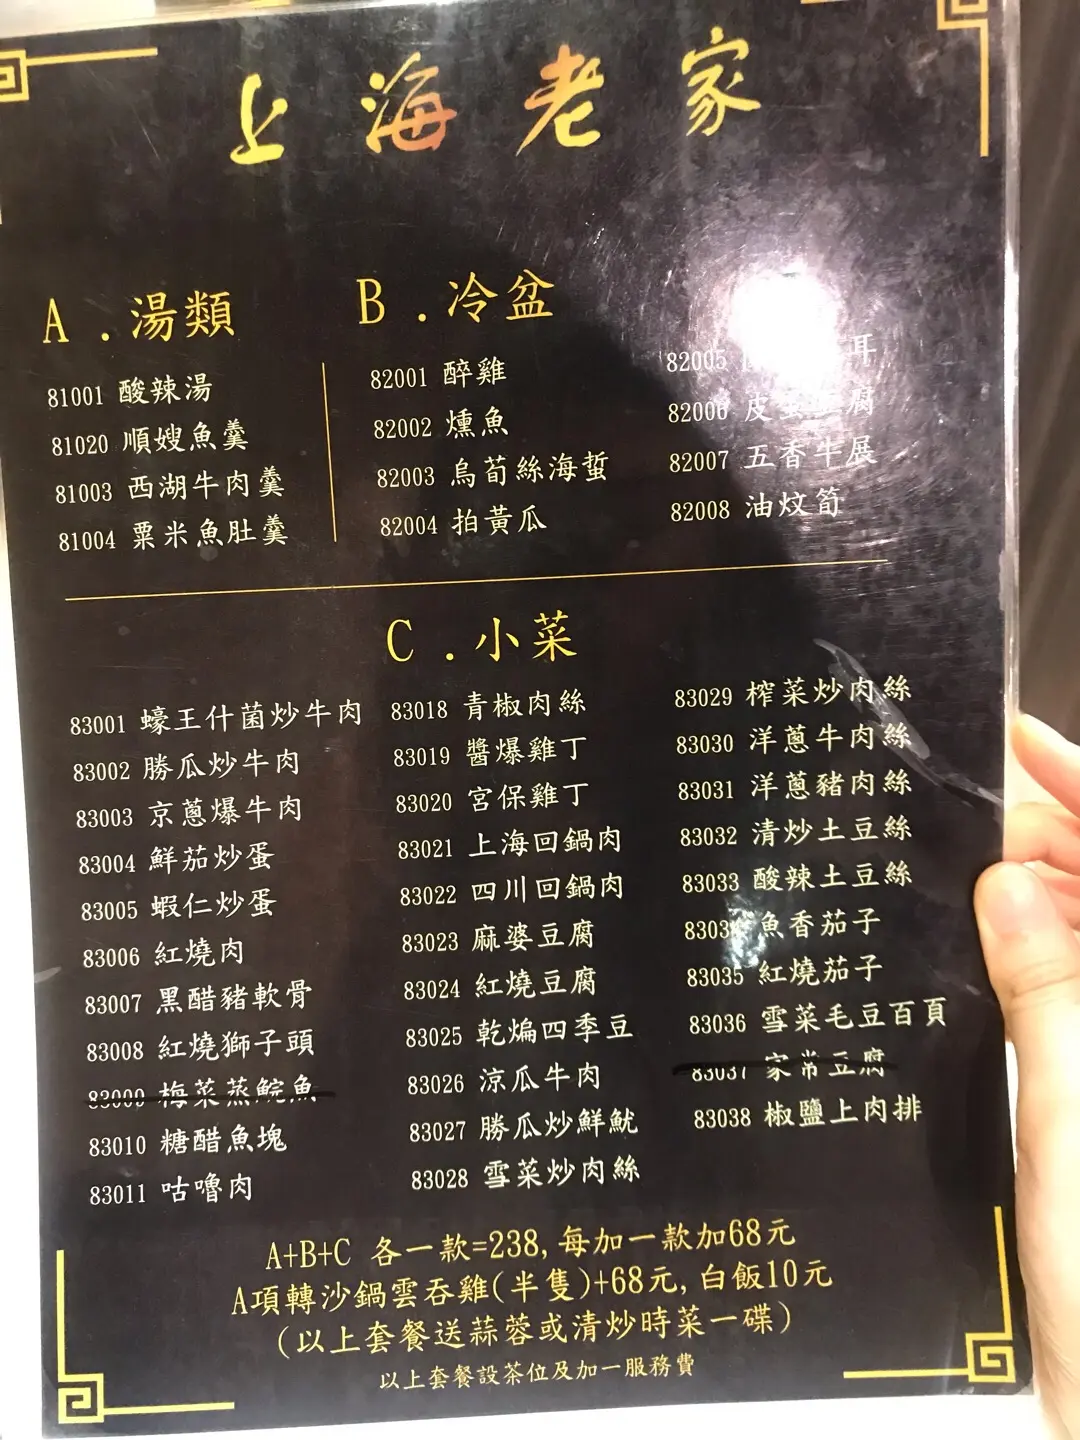 上海老家
A.湯類
81001 酸辣湯
81020 順嫂魚羹
81003 西湖牛肉羹
81004 粟米魚肚羹
B.冷盆
82001 醉雞
82002 燻魚
82003 烏荀絲海蜇
82004 拍黃瓜
82005 耳
82006 皮蛋豆腐
82007 五香牛展
82008 油炆筍
C.小菜
83001 蠔王什菌炒牛肉
83002 勝瓜炒牛肉
83003 京蔥爆牛肉
83004 鮮茄炒蛋
83005 蝦仁炒蛋
83006 紅燒肉
83007 黑醋豬軟骨
83008 紅燒獅子頭
83009 梅菜蒸鯇魚
83010 糖醋魚塊
83011 咕嚕肉
83018 青椒肉絲
83019 醬爆雞丁
83020 宮保雞丁
83021 上海回鍋肉
83022 四川回鍋肉
83023 麻婆豆腐
83024 紅燒豆腐
83025 乾煸四季豆
83026 涼瓜牛肉
83027 勝瓜炒鮮魷
83028 雪菜炒肉絲
83029 榨菜炒肉絲
83030 洋蔥牛肉絲
83031 洋蔥豬肉絲
83032 清炒土豆絲
83033 酸辣土豆絲
8303 魚香茄子
83035 紅燒茄子
83036 雪菜毛豆百頁
83037 家常豆腐
83038 椒鹽上肉排
A+B+C 各一款=238,每加一款加68元
A項轉沙鍋雲吞雞(半隻)+68元,白飯10元
(以上套餐送蒜蓉或清炒時菜一碟)
以上套餐設茶位及加一服務費